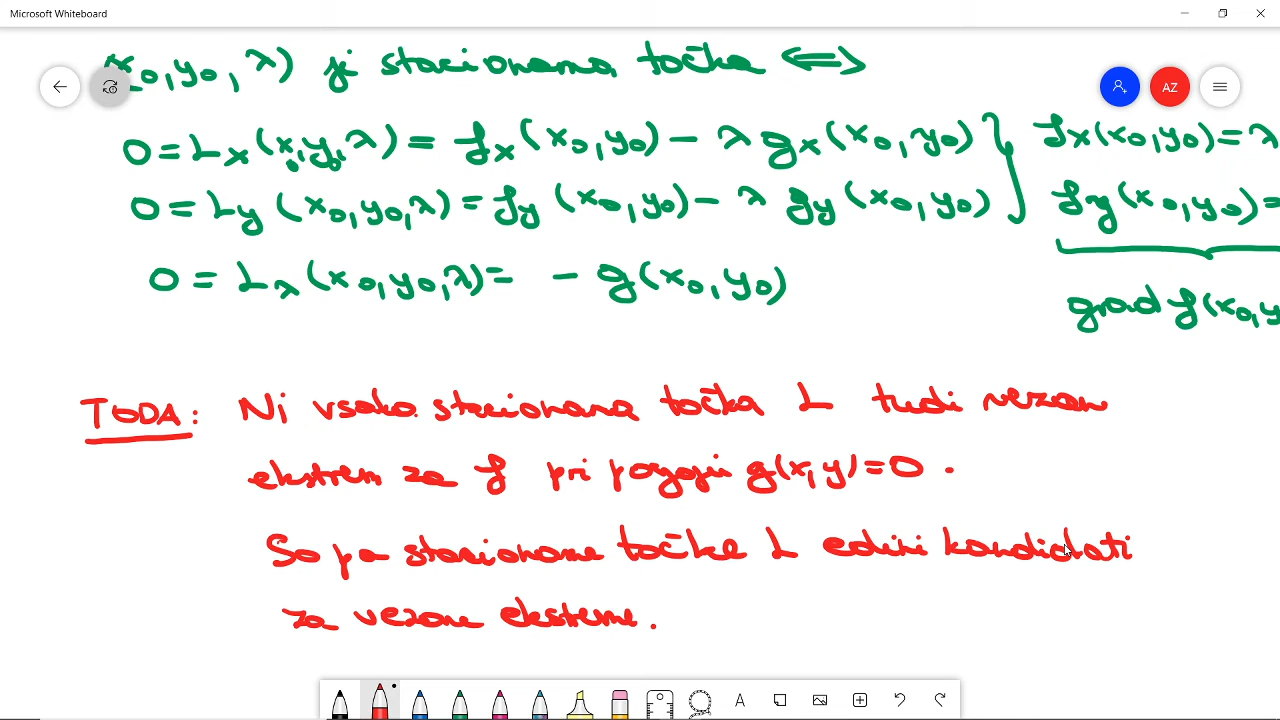 Microsoft Whiteboard
(x₀,y₀,λ) je stacionarna točka ⟺
AZ
0 = Lx(x₀,y₀,λ) = fx(x₀,y₀) − λ gx(x₀,y₀) } fx(x₀,y₀) = λ
0 = Ly(x₀,y₀,λ) = fy(x₀,y₀) − λ gy(x₀,y₀) } fy(x₀,y₀) =
0 = Lλ(x₀,y₀,λ) = − g(x₀,y₀)
grad f(x₀,y
TODA: Ni vsaka stacionarna točka L tudi vezan
ekstrem za f pri pogoju g(x,y)=0.
So pa stacionarne točke L edini kandidati
za vezane eksteme.
A